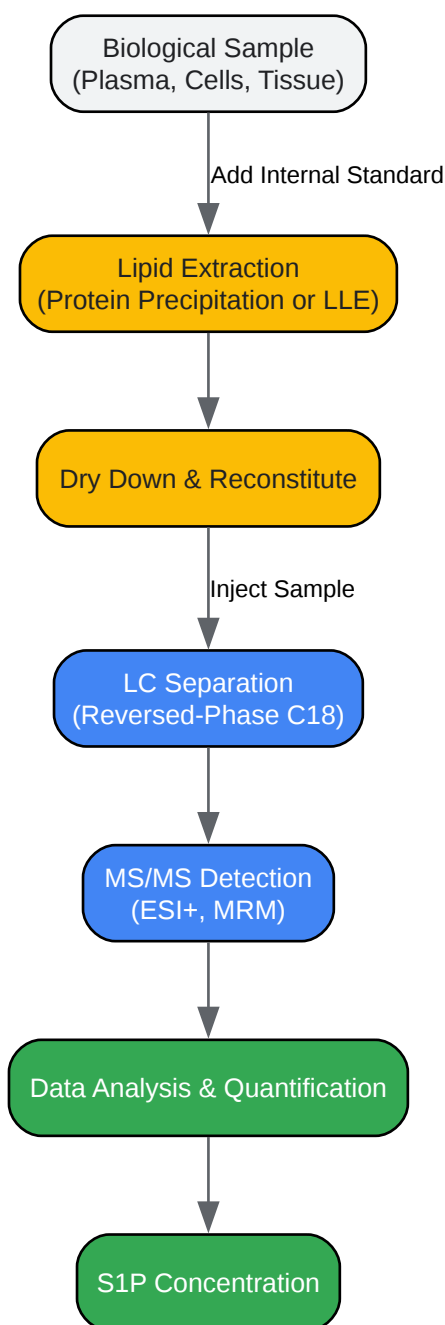 Biological Sample
(Plasma, Cells, Tissue)
Add Internal Standard
Lipid Extraction
(Protein Precipitation or LLE)
Dry Down & Reconstitute
Inject Sample
LC Separation
(Reversed-Phase C18)
MS/MS Detection
(ESI+, MRM)
Data Analysis & Quantification
S1P Concentration